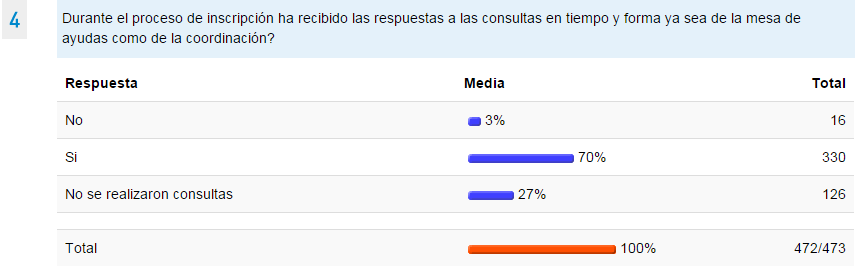 4
Durante el proceso de inscripción ha recibido las respuestas a las consultas en tiempo y forma ya sea de la mesa de
ayudas como de la coordinación?
Respuesta Media Total
No 3% 16
Si 70% 330
No se realizaron consultas 27% 126
Total 100% 472/473